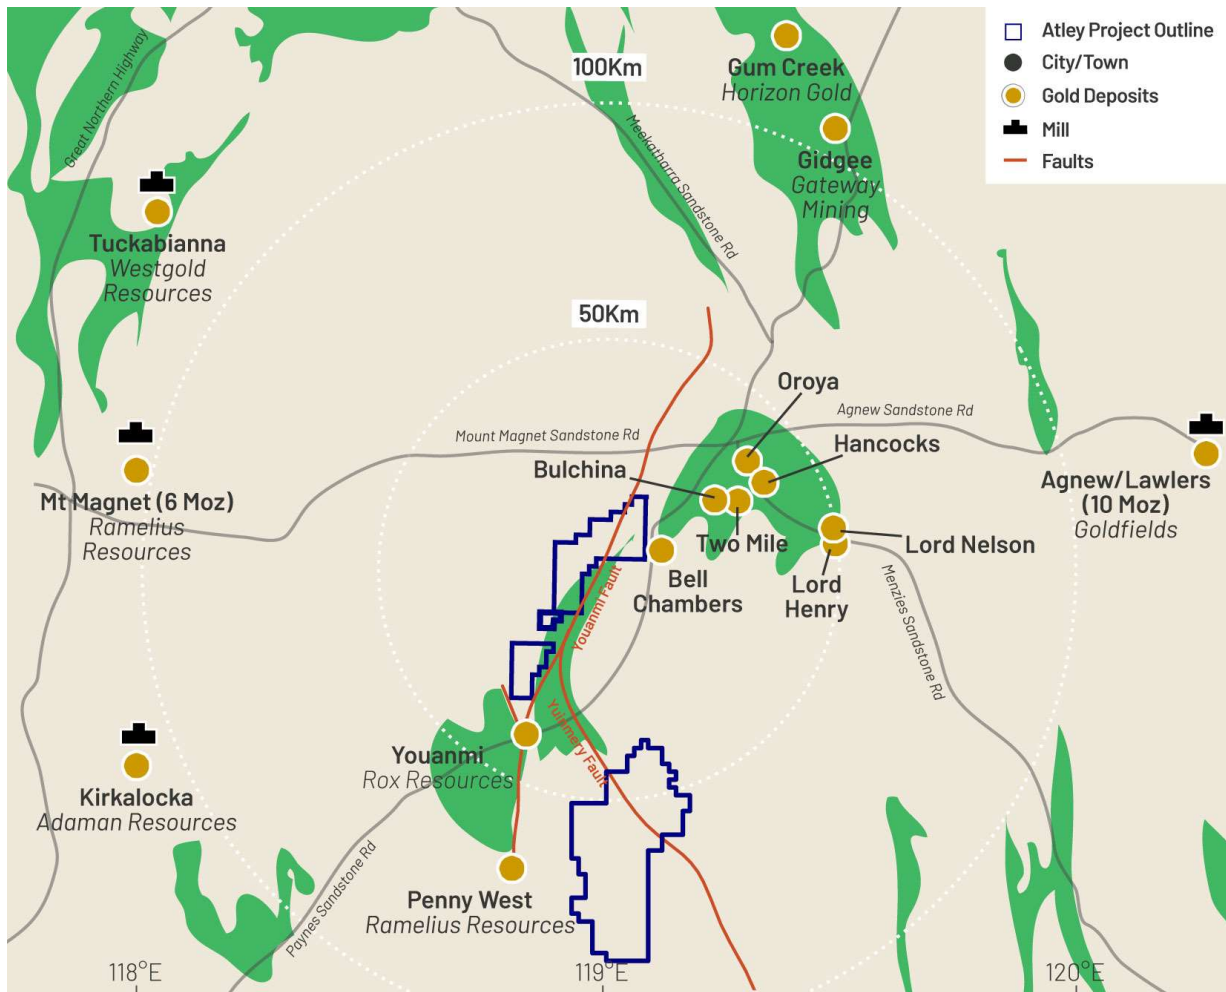 Atley Project Outline
City/Town
Gold Deposits
Mill
Faults
100Km
Gum Creek
Horizon Gold
Great Northern Highway
Meekatharra Sandstone Rd
Gidgee
Gateway
Mining
Tuckabianna
Westgold
Resources
50Km
Oroya
Agnew Sandstone Rd
Mount Magnet Sandstone Rd
Hancocks
Bulchina
Mt Magnet (6 Moz)
Ramelius
Resources
Agnew/Lawlers
(10 Moz)
Goldfields
Two Mile
Lord Nelson
Bell
Chambers
Lord
Henry
Youanmi Fault
Menzies Sandstone Rd
Yuinmery Fault
Youanmi
Rox Resources
Kirkalocka
Adaman Resources
Paynes Sandstone Rd
Penny West
Ramelius Resources
118°E
119°E
120°E